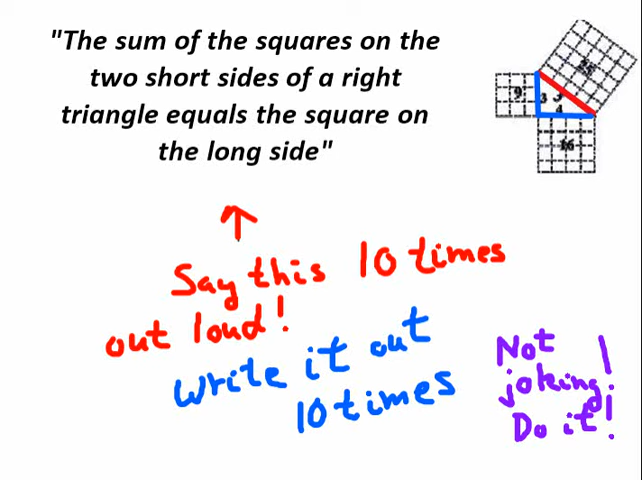 "The sum of the squares on the
two short sides of a right
triangle equals the square on
the long side"
9
25
3
5
4
16
Say this 10 times
out loud!
Write it out
10 times
Not
joking!
Do it!